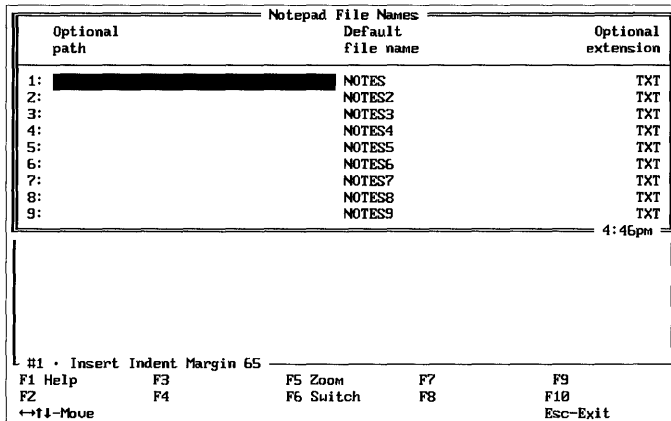 Notepad File Names
Optional Default Optional
path file name extension
1: NOTES TXT
2: NOTES2 TXT
3: NOTES3 TXT
4: NOTES4 TXT
5: NOTES5 TXT
6: NOTES6 TXT
7: NOTES7 TXT
8: NOTES8 TXT
9: NOTES9 TXT
4:46pm
#1 · Insert Indent Margin 65
F1 Help F3 F5 Zoom F7 F9
F2 F4 F6 Switch F8 F10
↔↑↓-Move Esc-Exit